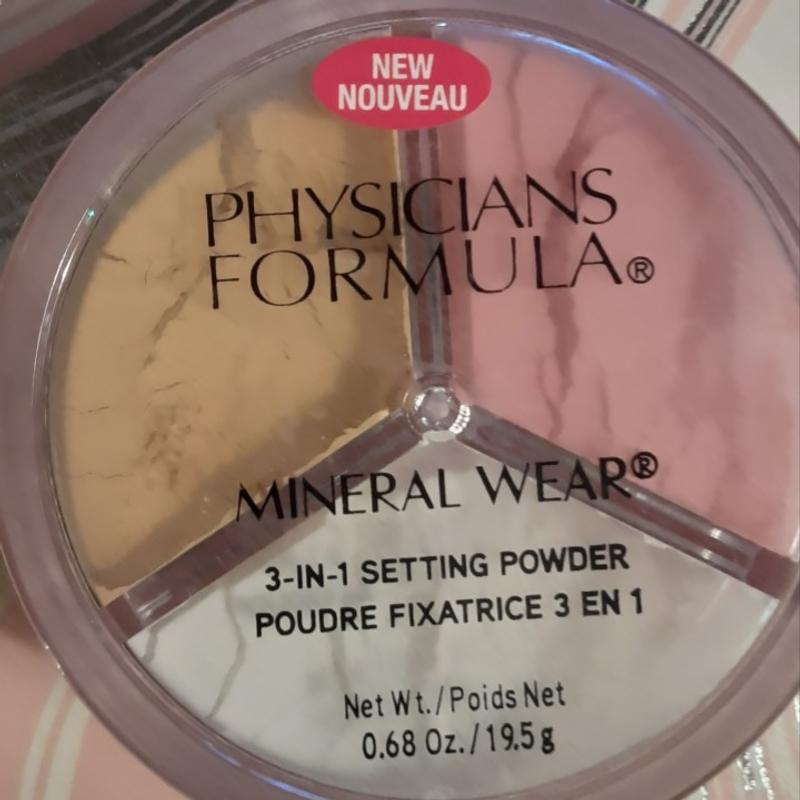 NEW
NOUVEAU
PHYSICIANS
FORMULA®
MINERAL WEAR®
3-IN-1 SETTING POWDER
POUDRE FIXATRICE 3 EN 1
Net Wt./Poids Net
0.68 Oz./19.5 g